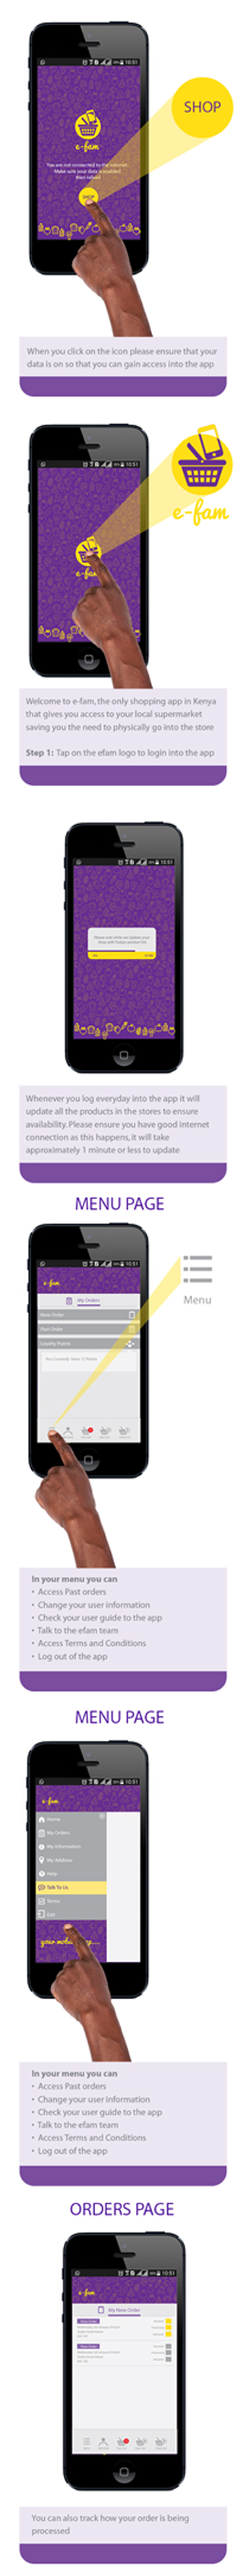 10:51
SHOP
e-fam
You are not connected to the internet.
Make sure your data is enabled
then reload
SHOP
When you click on the icon please ensure that your
data is on so that you can gain access into the app
10:51
e-fam
e-fam
Welcome to e-fam, the only shopping app in Kenya
that gives you access to your local supermarket
saving you the need to physically go into the store
Step 1: Tap on the efam logo to login into the app
10:51
Please wait while we update your
shop with
Whenever you log everyday into the app it will
update all the products in the stores to ensure
availability. Please ensure you have good internet
connection as this happens, it will take
approximately 1 minute or less to update
MENU PAGE
10:51
e-fam
My Orders
New Order
Past Order
Loyalty Points
Menu
In your menu you can
• Access Past orders
• Change your user information
• Check your user guide to the app
• Talk to the efam team
• Access Terms and Conditions
• Log out of the app
MENU PAGE
10:51
e-fam
Home
My Orders
My Information
My Address
Help
Talk To Us
Terms
Exit
your
In your menu you can
• Access Past orders
• Change your user information
• Check your user guide to the app
• Talk to the efam team
• Access Terms and Conditions
• Log out of the app
ORDERS PAGE
10:51
e-fam
My New Order
You can also track how your order is being
processed